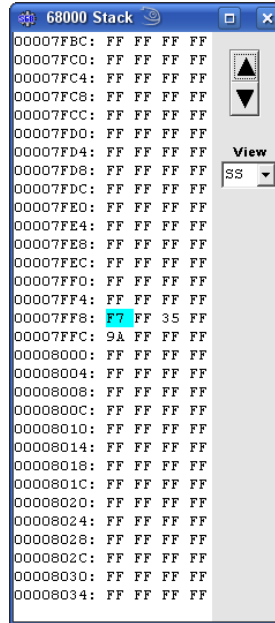 68000 Stack
00007FBC: FF FF FF FF
00007FC0: FF FF FF FF
00007FC4: FF FF FF FF
00007FC8: FF FF FF FF
00007FCC: FF FF FF FF
00007FD0: FF FF FF FF
00007FD4: FF FF FF FF
View
00007FD8: FF FF FF FF
SS
00007FDC: FF FF FF FF
00007FE0: FF FF FF FF
00007FE4: FF FF FF FF
00007FE8: FF FF FF FF
00007FEC: FF FF FF FF
00007FF0: FF FF FF FF
00007FF4: FF FF FF FF
00007FF8: F7 FF 35 FF
00007FFC: 9A FF FF FF
00008000: FF FF FF FF
00008004: FF FF FF FF
00008008: FF FF FF FF
0000800C: FF FF FF FF
00008010: FF FF FF FF
00008014: FF FF FF FF
00008018: FF FF FF FF
0000801C: FF FF FF FF
00008020: FF FF FF FF
00008024: FF FF FF FF
00008028: FF FF FF FF
0000802C: FF FF FF FF
00008030: FF FF FF FF
00008034: FF FF FF FF